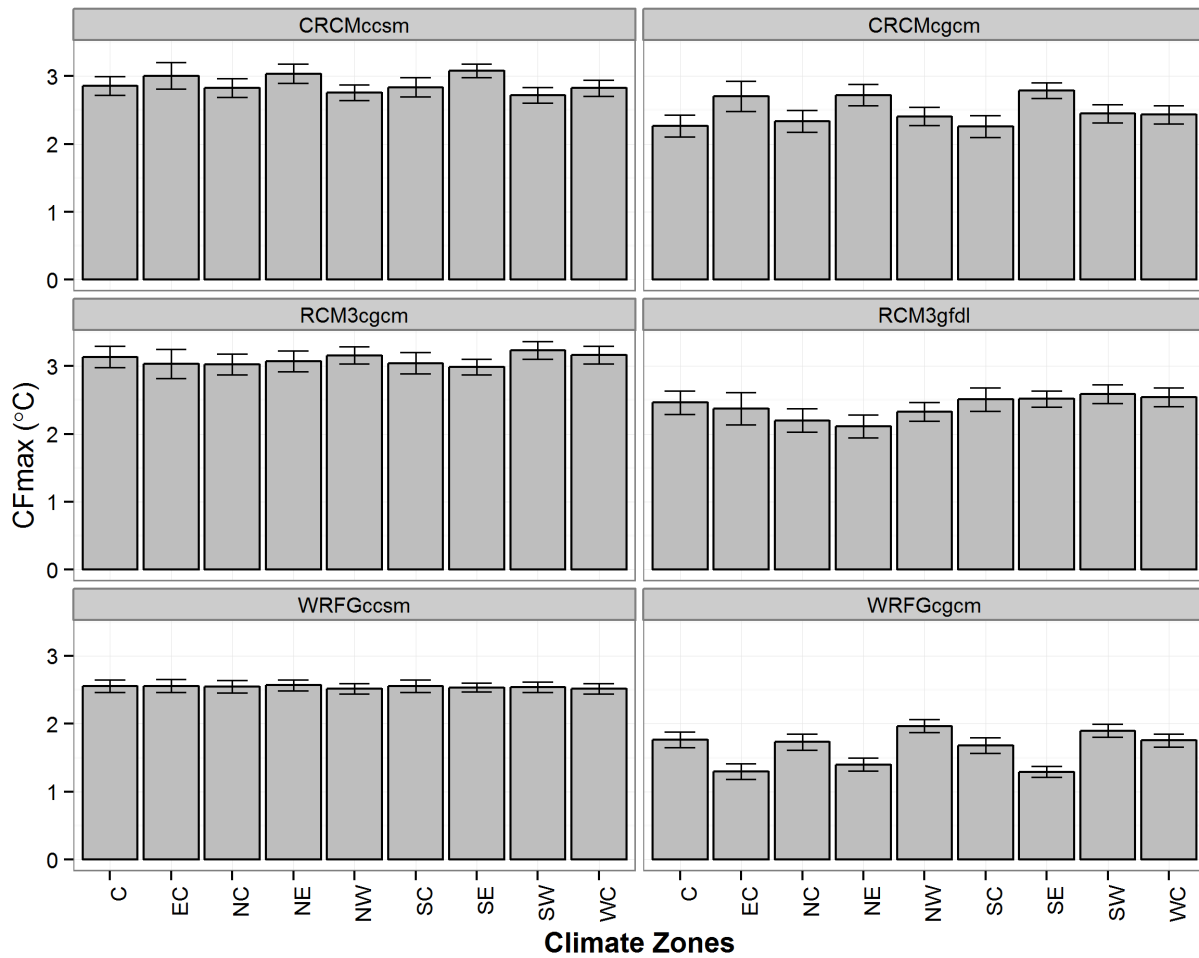 CRCMccsm CRCMcgcm
3
2
1
0
RCM3cgcm RCM3gfdl
3
2
1
0
WRFGccsm WRFGcgcm
3
2
1
0
CFmax (°C)
C EC NC NE NW SC SE SW WC C EC NC NE NW SC SE SW WC
Climate Zones